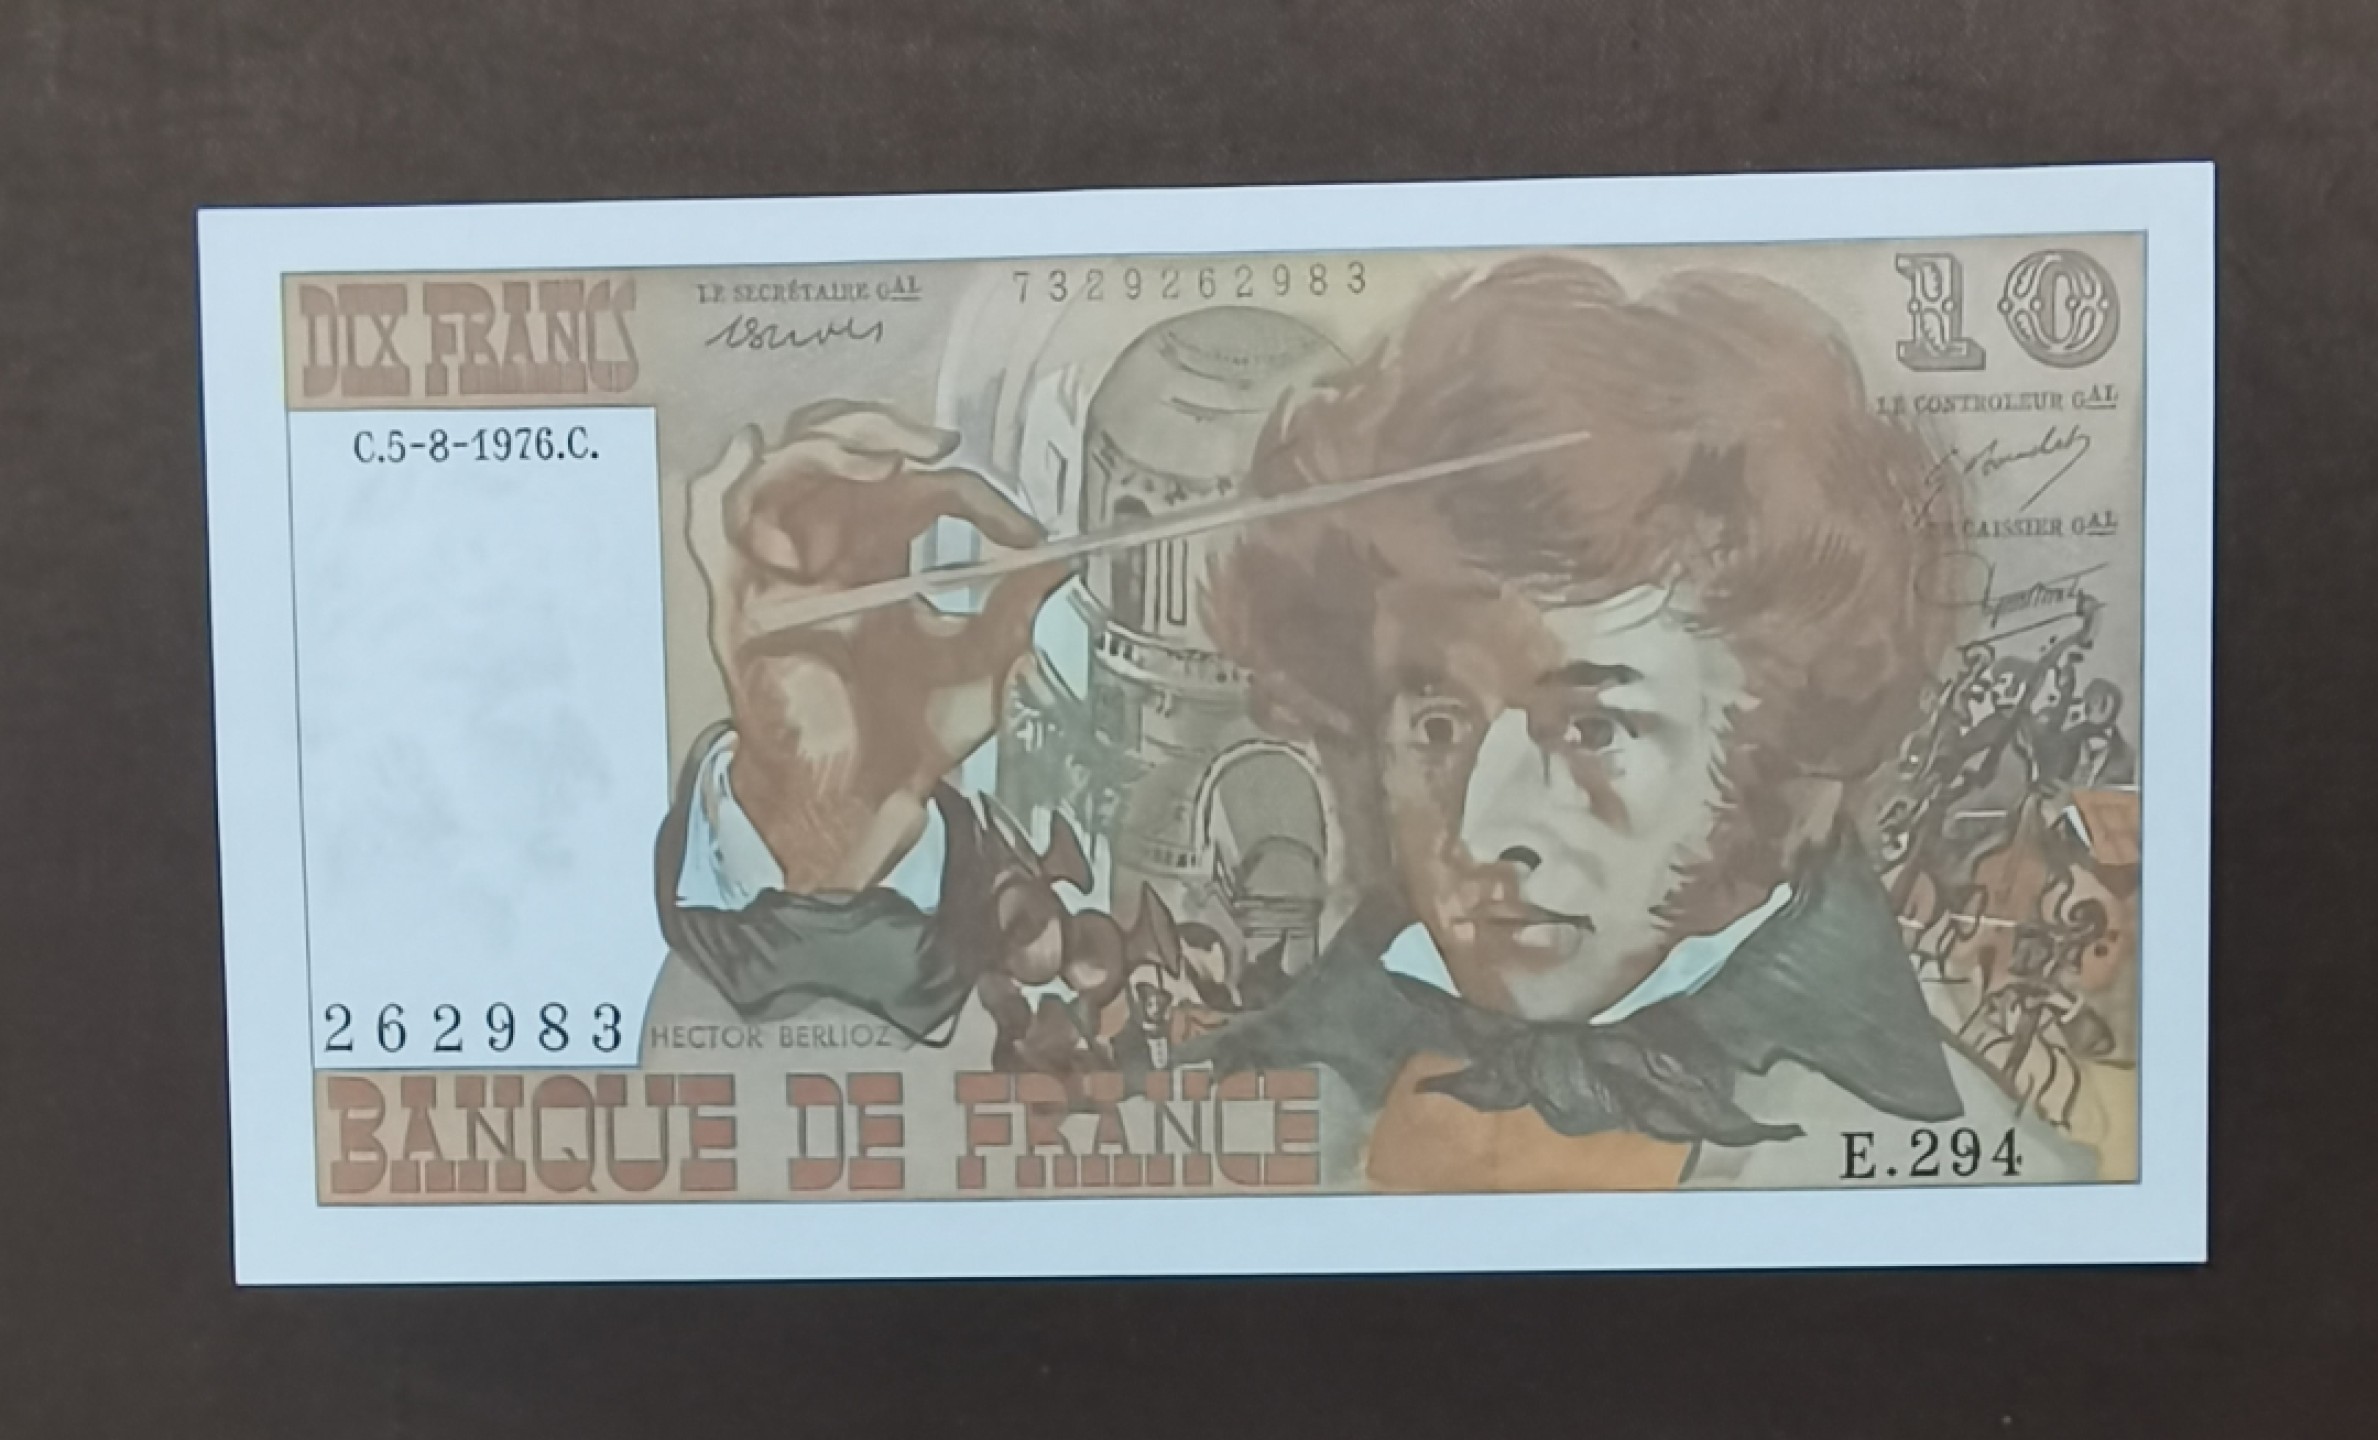 DIX FRANCS
LE SECRÉTAIRE GAL
7329262983
10
C.5-8-1976.C.
LE CONTROLEUR GAL
LE CAISSIER GAL
262983
HECTOR BERLIOZ
BANQUE DE FRANCE
E.294